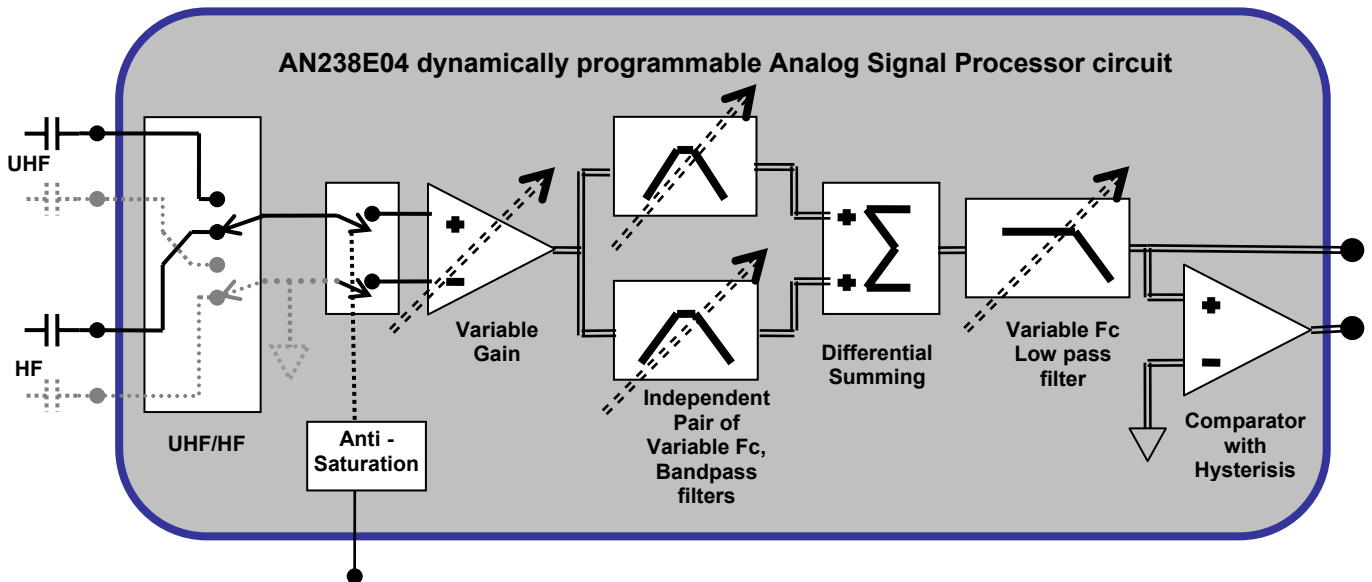 AN238E04 dynamically programmable Analog Signal Processor circuit
UHF
HF
UHF/HF
Anti -
Saturation
+
-
Variable
Gain
Independent
Pair of
Variable Fc,
Bandpass
filters
+
+
Σ
Differential
Summing
Variable Fc
Low pass
filter
+
-
Comparator
with
Hysterisis